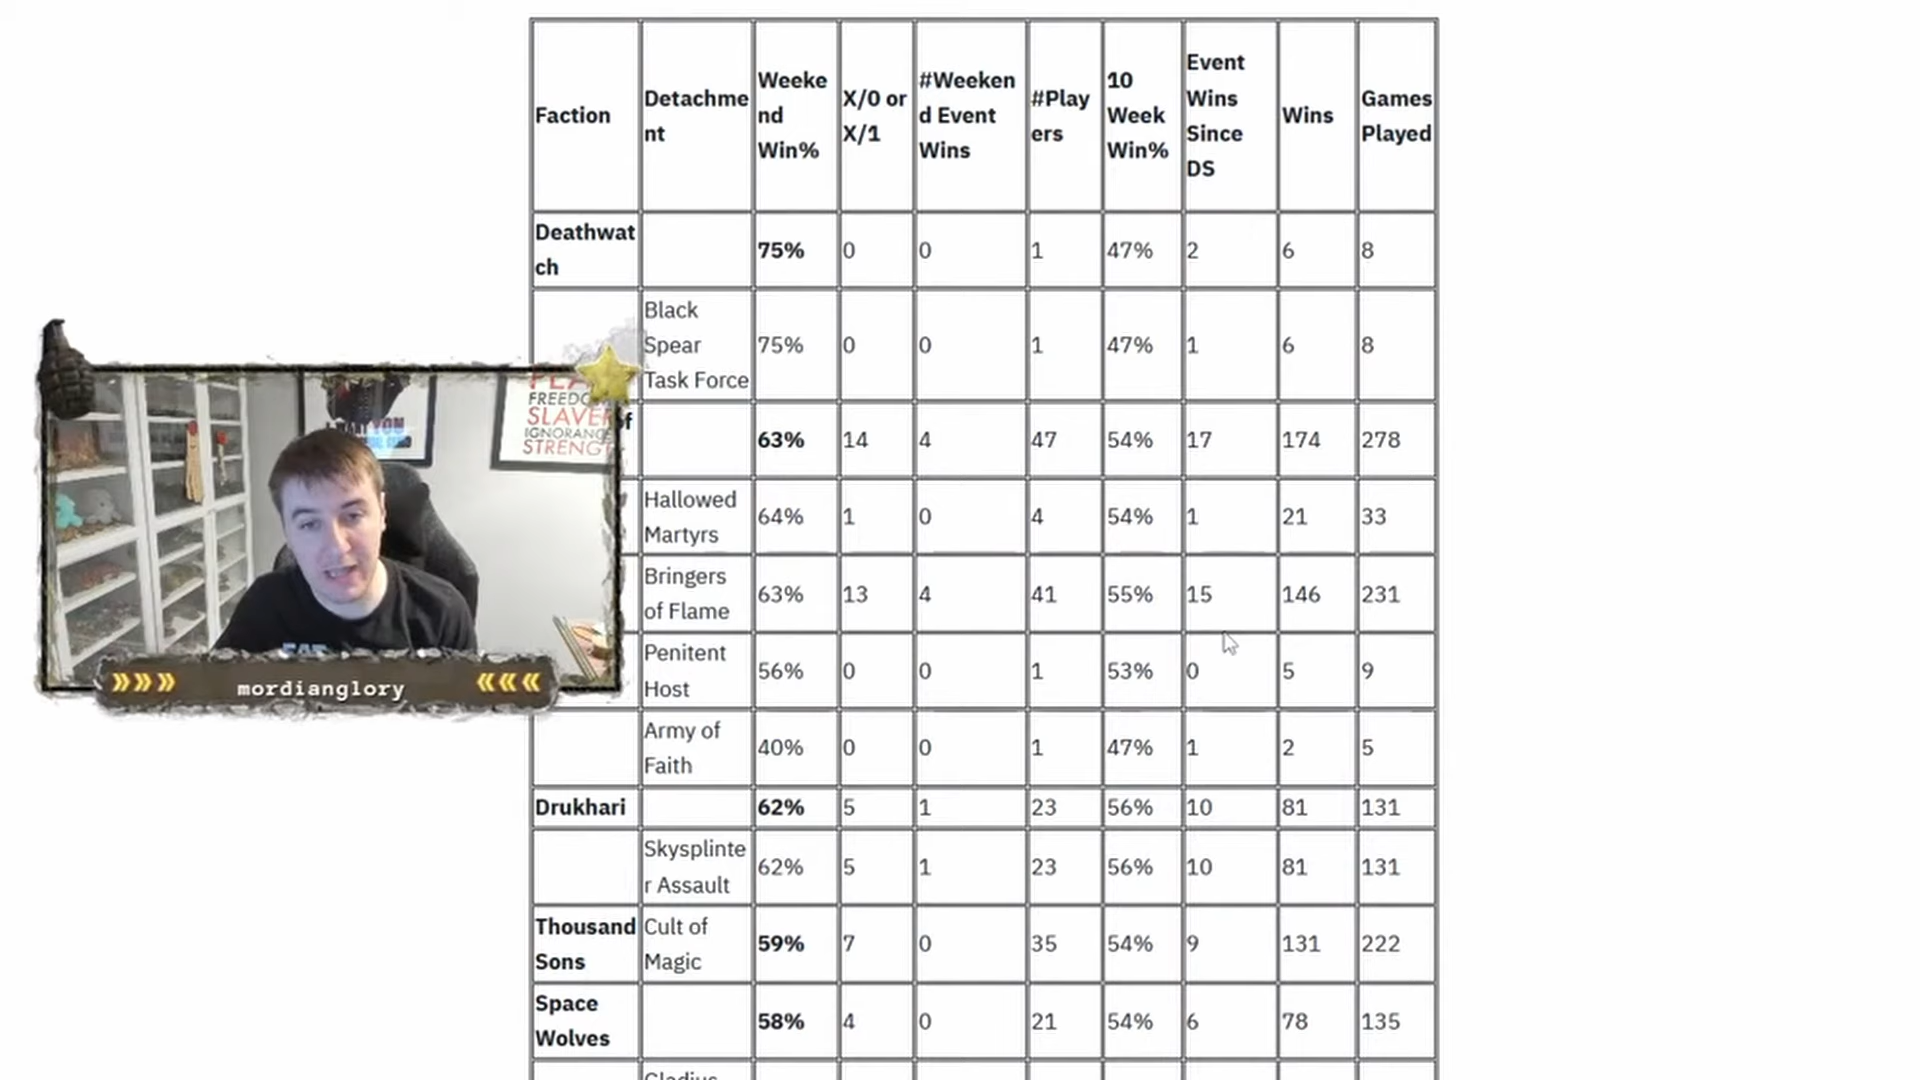 Faction
Detachme
nt
Weeke
nd
Win%
X/0 or
X/1
#Weeken
d Event
Wins
#Play
ers
10
Week
Win%
Event
Wins
Since
DS
Wins
Games
Played
Deathwat
ch
75%
0
0
1
47%
2
6
8
Black
Spear
Task Force
75%
0
0
1
47%
1
6
8
63%
14
4
47
54%
17
174
278
Hallowed
Martyrs
64%
1
0
4
54%
1
21
33
Bringers
of Flame
63%
13
4
41
55%
15
146
231
Penitent
Host
56%
0
0
1
53%
0
5
9
Army of
Faith
40%
0
0
1
47%
1
2
5
Drukhari
62%
5
1
23
56%
10
81
131
Skysplinte
r Assault
62%
5
1
23
56%
10
81
131
Thousand
Sons
Cult of
Magic
59%
7
0
35
54%
9
131
222
Space
Wolves
58%
4
0
21
54%
6
78
135
Gladius
FREEDO
SLAVER
IGNORANC
STRENG
YOU
mordianglory